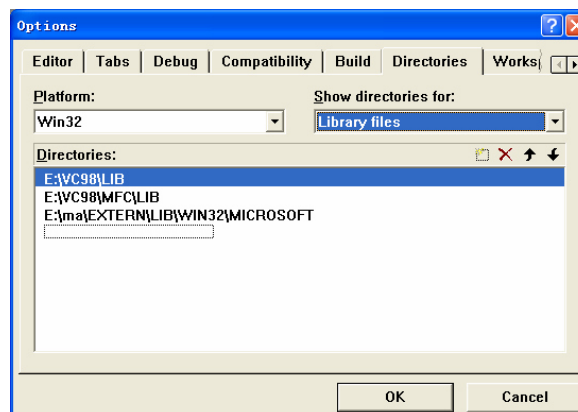 Options
Editor Tabs Debug Compatibility Build Directories Works
Platform: Show directories for:
Win32 Library files
Directories:
E:\VC98\LIB
E:\VC98\MFC\LIB
E:\ma\EXTERN\LIB\WIN32\MICROSOFT
OK Cancel